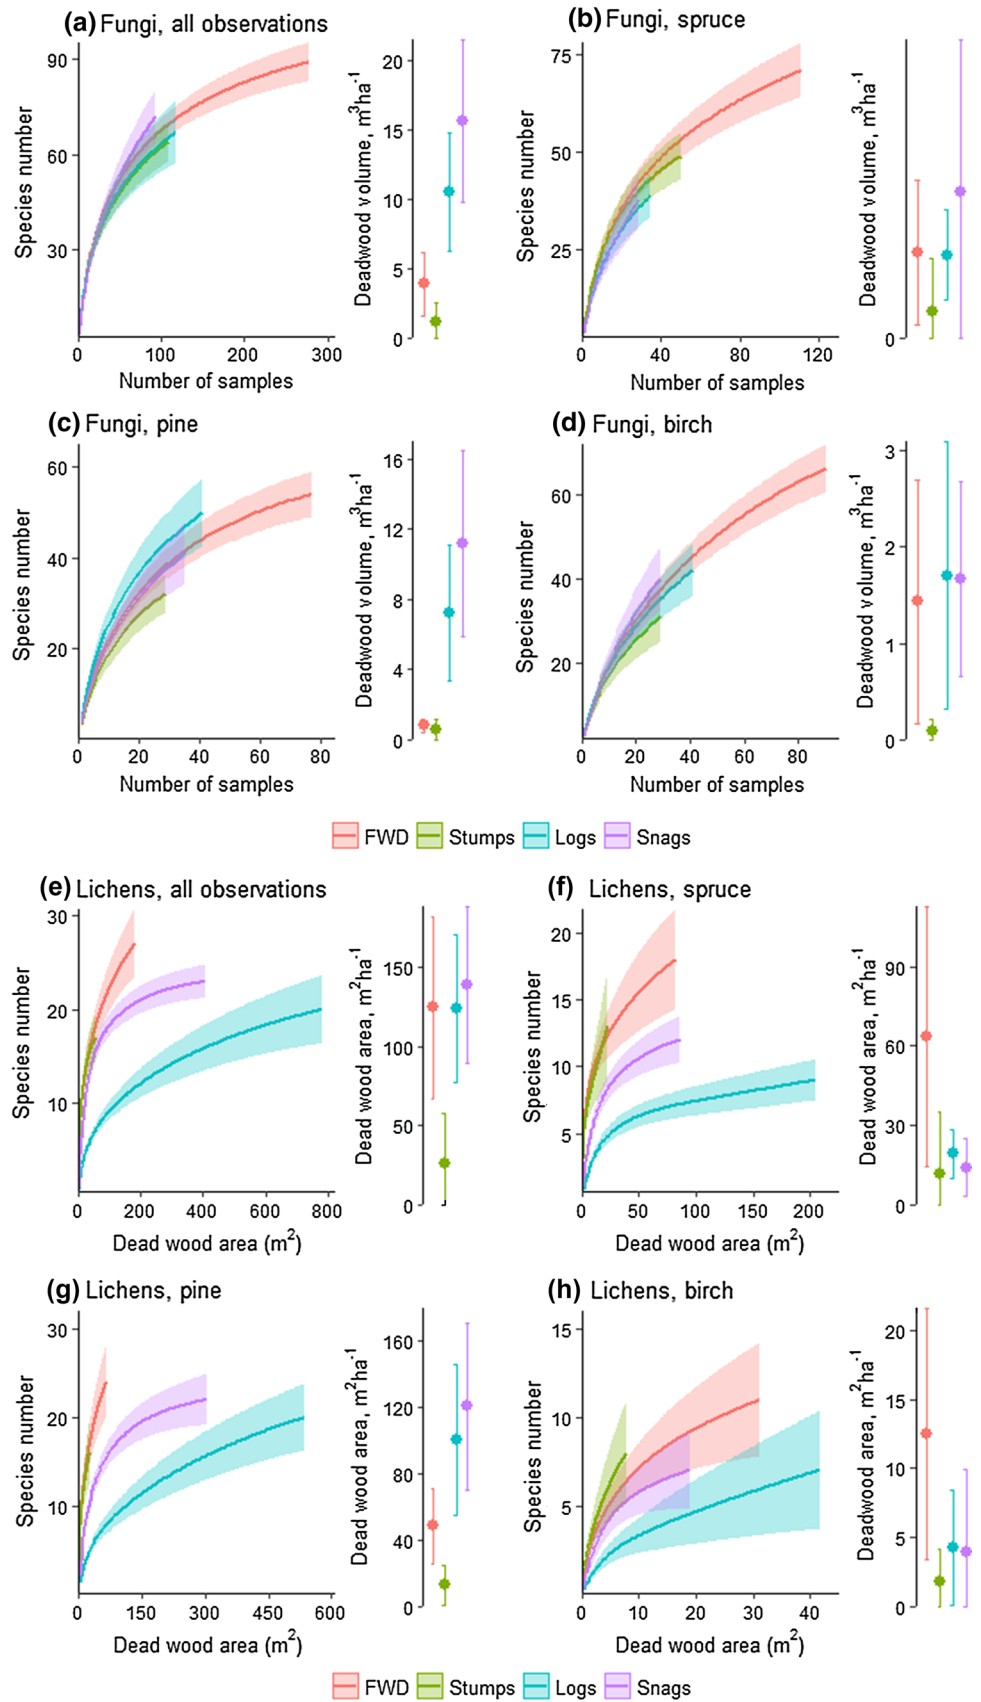 (a) Fungi, all observations
Species number
90
60
30
0 100 200 300
Number of samples
Deadwood volume, m³ha⁻¹
20
15
10
5
0
(b) Fungi, spruce
Species number
75
50
25
0 40 80 120
Number of samples
Deadwood volume, m³ha⁻¹
0
(c) Fungi, pine
Species number
60
40
20
0 20 40 60 80
Number of samples
Deadwood volume, m³ha⁻¹
16
12
8
4
0
(d) Fungi, birch
Species number
60
40
20
0 20 40 60 80
Number of samples
Deadwood volume, m³ha⁻¹
3
2
1
0
FWD Stumps Logs Snags
(e) Lichens, all observations
Species number
30
20
10
0 200 400 600 800
Dead wood area (m²)
Dead wood area, m²ha⁻¹
150
100
50
0
(f) Lichens, spruce
Species number
20
15
10
5
0 50 100 150 200
Dead wood area (m²)
Dead wood area, m²ha⁻¹
90
60
30
0
(g) Lichens, pine
Species number
30
20
10
0 150 300 450 600
Dead wood area (m²)
Dead wood area, m²ha⁻¹
160
120
80
40
0
(h) Lichens, birch
Species number
15
10
5
0 10 20 30 40
Dead wood area (m²)
Deadwood area, m²ha⁻¹
20
15
10
5
0
FWD Stumps Logs Snags